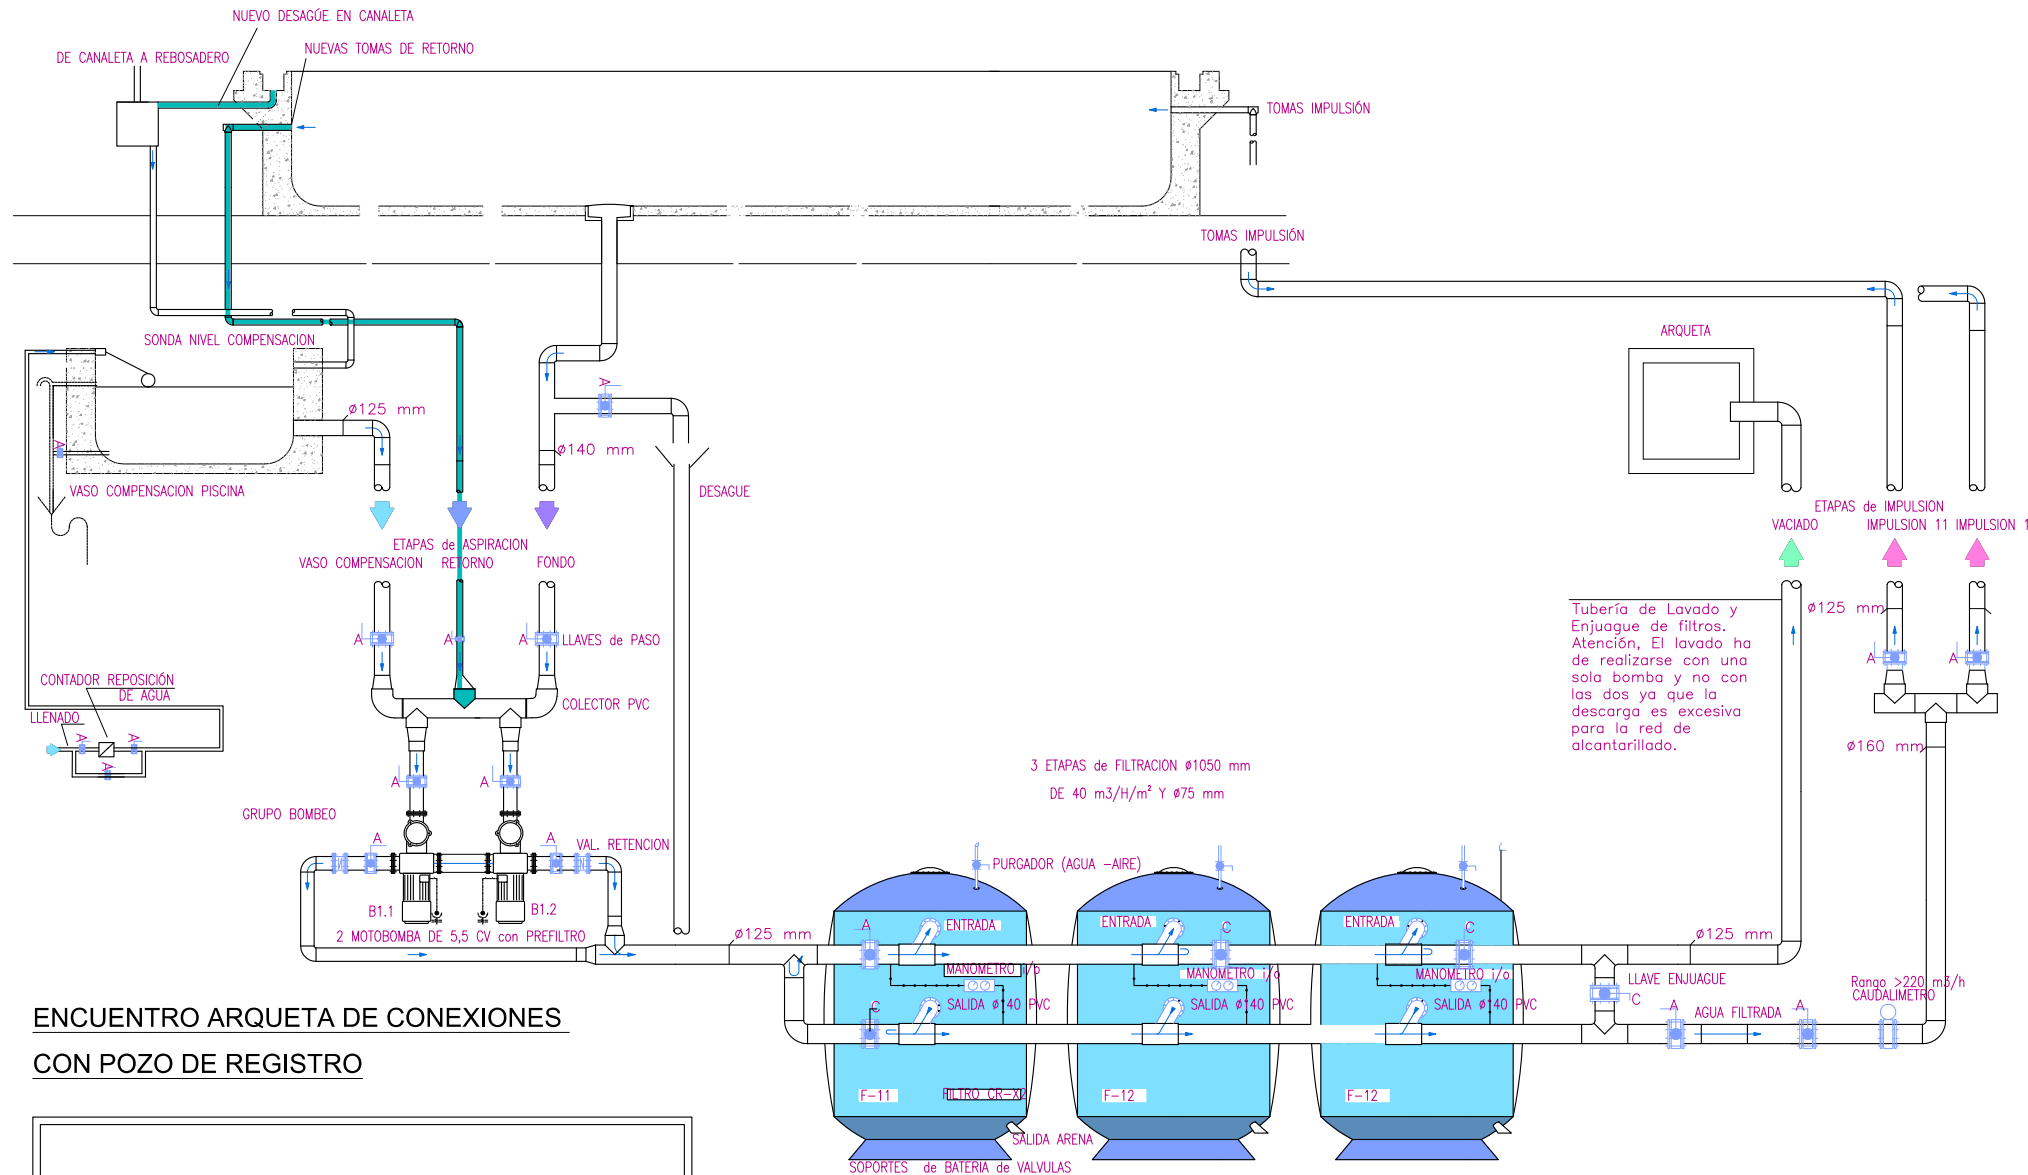 NUEVO DESAGÚE EN CANALETA
NUEVAS TOMAS DE RETORNO
DE CANALETA A REBOSADERO
TOMAS IMPULSIÓN
TOMAS IMPULSIÓN
SONDA NIVEL COMPENSACION
ARQUETA
A
Ø125 mm
Ø140 mm
A
VASO COMPENSACION PISCINA
DESAGUE
ETAPAS de IMPULSION
VACIADO
IMPULSION 11
IMPULSION 1
ETAPAS de ASPIRACION
VASO COMPENSACION
RETORNO
FONDO
Tubería de Lavado y
Enjuague de filtros.
Atención, El lavado ha
de realizarse con una
sola bomba y no con
las dos ya que la
descarga es excesiva
para la red de
alcantarillado.
Ø125 mm
A
A
A
LLAVES de PASO
A
A
CONTADOR REPOSICIÓN
DE AGUA
COLECTOR PVC
LLENADO
A
A
A
Ø160 mm
3 ETAPAS de FILTRACION Ø1050 mm
DE 40 m3/H/m² Y Ø75 mm
A
A
GRUPO BOMBEO
A
A
VAL. RETENCION
PURGADOR (AGUA -AIRE)
B1.1
B1.2
2 MOTOBOMBA DE 5,5 CV con PREFILTRO
Ø125 mm
A
ENTRADA
ENTRADA
C
ENTRADA
C
Ø125 mm
MANOMETRO i/o
MANOMETRO i/o
MANOMETRO i/o
LLAVE ENJUAGUE
Rango >220 m3/h
CAUDALIMETRO
C
SALIDA Ø140 PVC
SALIDA Ø140 PVC
SALIDA Ø140 PVC
C
A
AGUA FILTRADA
A
ENCUENTRO ARQUETA DE CONEXIONES
CON POZO DE REGISTRO
F-11
FILTRO CR-X2
F-12
F-12
SALIDA ARENA
SOPORTES de BATERIA de VALVULAS